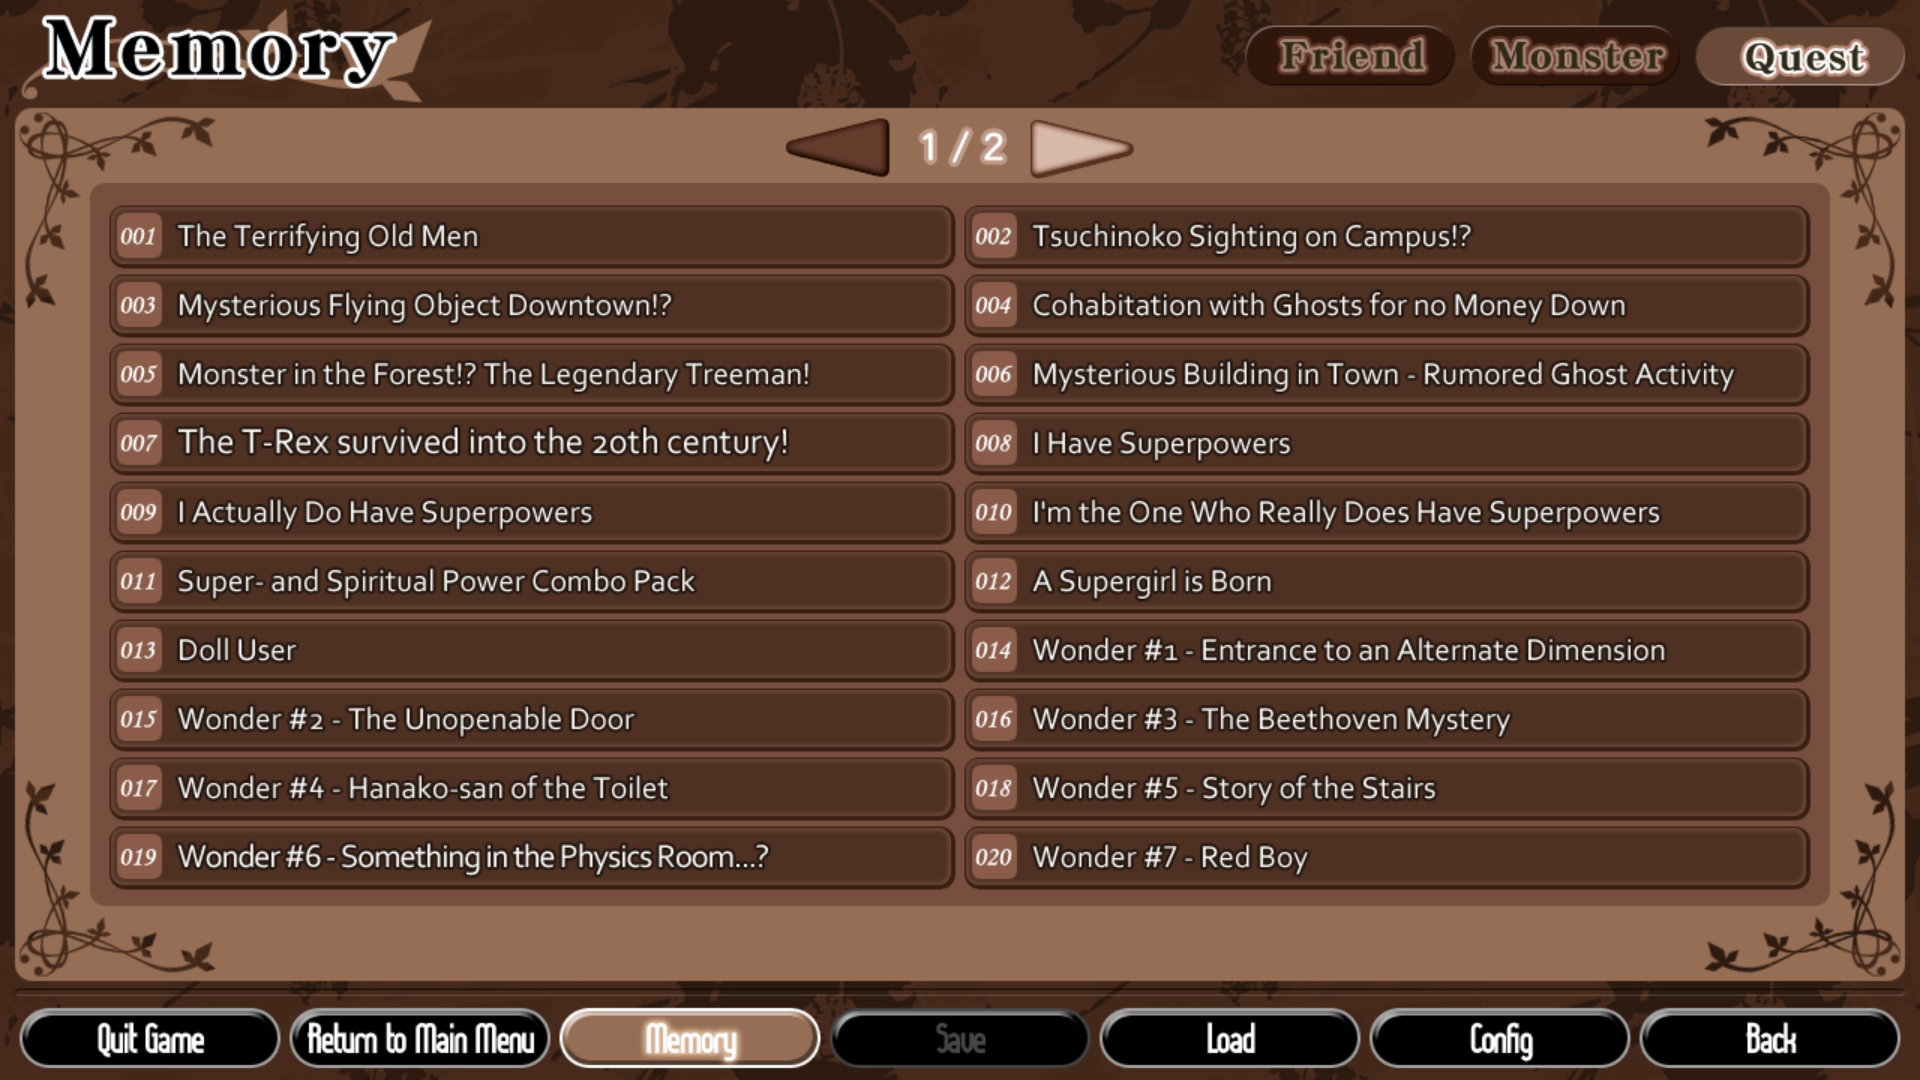 Memory
Friend
Monster
Quest
1 / 2
001 The Terrifying Old Men
002 Tsuchinoko Sighting on Campus!?
003 Mysterious Flying Object Downtown!?
004 Cohabitation with Ghosts for no Money Down
005 Monster in the Forest!? The Legendary Treeman!
006 Mysterious Building in Town - Rumored Ghost Activity
007 The T-Rex survived into the 20th century!
008 I Have Superpowers
009 I Actually Do Have Superpowers
010 I'm the One Who Really Does Have Superpowers
011 Super- and Spiritual Power Combo Pack
012 A Supergirl is Born
013 Doll User
014 Wonder #1 - Entrance to an Alternate Dimension
015 Wonder #2 - The Unopenable Door
016 Wonder #3 - The Beethoven Mystery
017 Wonder #4 - Hanako-san of the Toilet
018 Wonder #5 - Story of the Stairs
019 Wonder #6 - Something in the Physics Room...?
020 Wonder #7 - Red Boy
Quit Game
Return to Main Menu
Memory
Save
Load
Config
Back